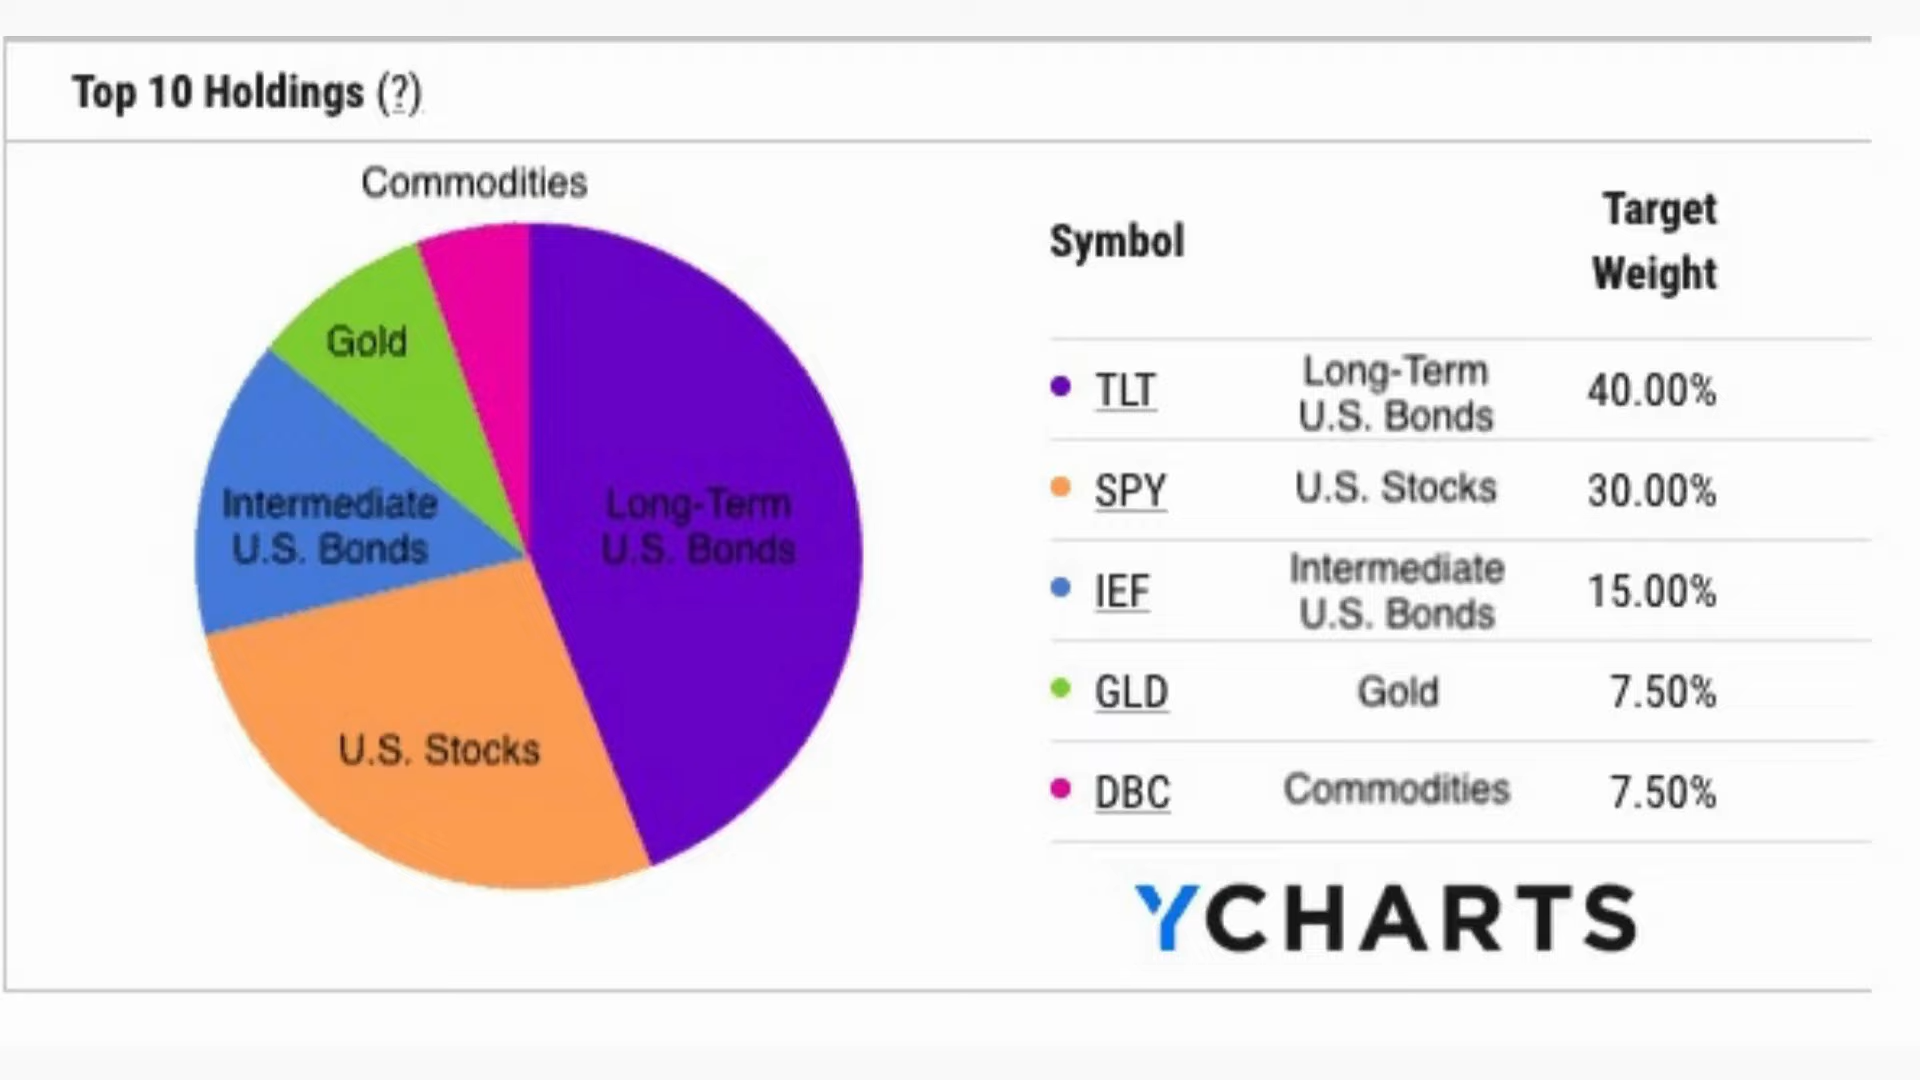 Top 10 Holdings (?)
Commodities
Gold
Intermediate
U.S. Bonds
Long-Term
U.S. Bonds
U.S. Stocks
Symbol
Target
Weight
TLT Long-Term U.S. Bonds 40.00%
SPY U.S. Stocks 30.00%
IEF Intermediate U.S. Bonds 15.00%
GLD Gold 7.50%
DBC Commodities 7.50%
YCHARTS